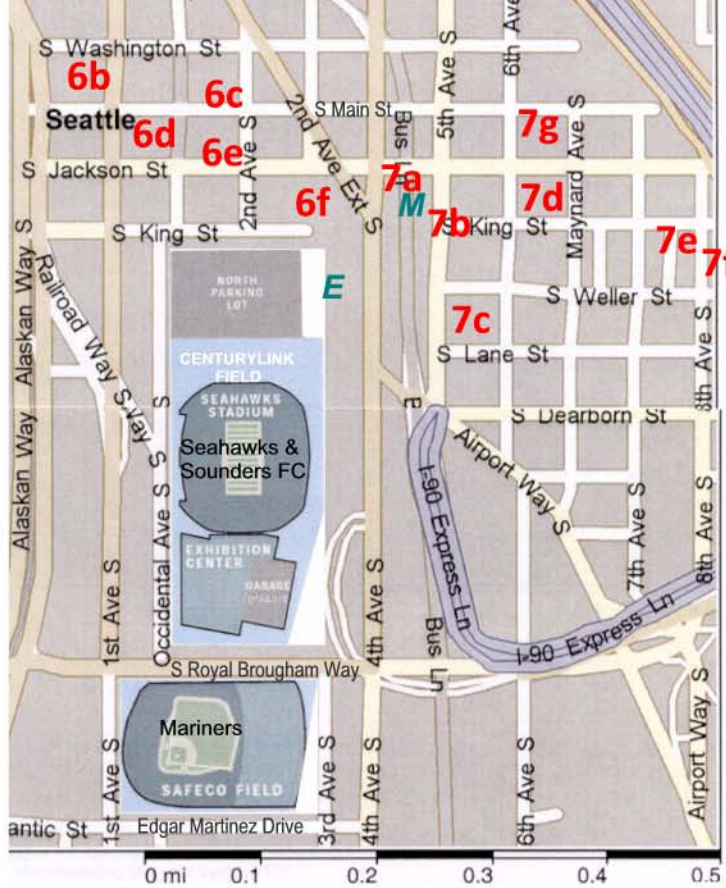 S Washington St
6th Ave
5th Ave S
6b
6c
2nd Ave Ext S
S Main St
Bus Ln
Seattle
6d
6e
2nd Ave S
7g
Maynard Ave S
S Jackson St
7a
M
7b
7d
6f
S King St
S King St
7e
Alaskan Way S
Railroad Way S
NORTH
PARKING
LOT
E
S Weller St
7c
8th Ave S
CENTURYLINK
FIELD
S Lane St
SEAHAWKS
STADIUM
Way S
S
E
S Dearborn St
Seahawks &
Sounders FC
Airport Way S
Alaskan Way
I-90 Express Ln
Occidental Ave S
7th Ave S
8th Ave S
EXHIBITION
CENTER
GARAGE
1st Ave S
4th Ave S
Bus Ln
I-90 Express Ln
S Royal Brougham Way
Mariners
SAFECO FIELD
Airport Way S
1st Ave S
3rd Ave S
4th Ave S
6th Ave S
antic St
Edgar Martinez Drive
0 mi
0.1
0.2
0.3
0.4
0.5